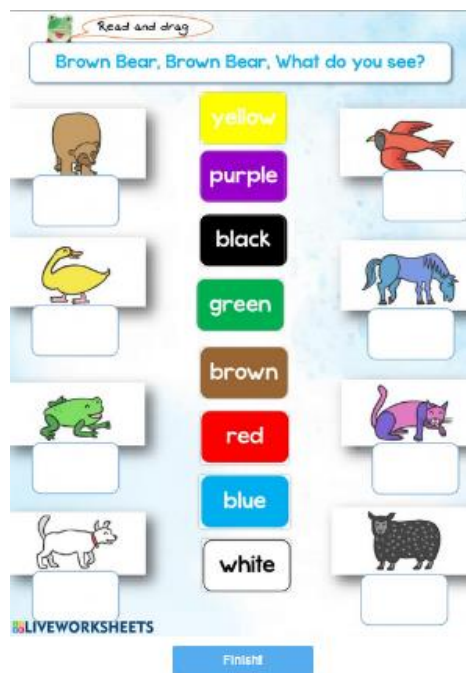 Read and drag
Brown Bear, Brown Bear, What do you see?
yellow
purple
black
green
brown
red
blue
white
LIVEWORKSHEETS
Finish!!